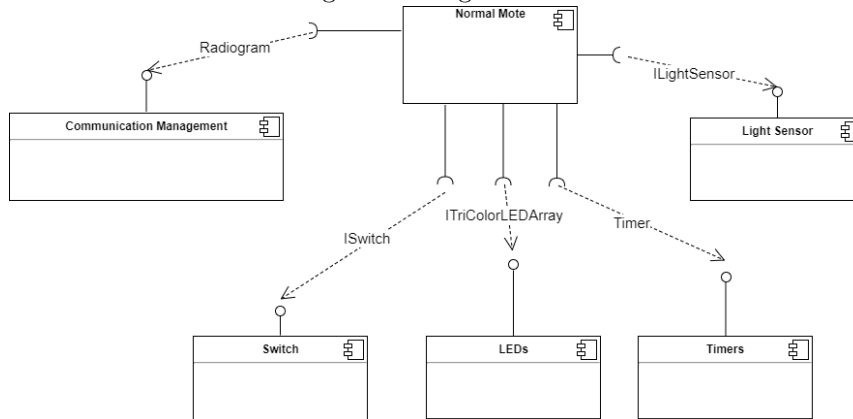 Normal Mote
Radiogram
ILightSensor
Communication Management
Light Sensor
ITriColorLEDArray
Timer
ISwitch
Switch
LEDs
Timers